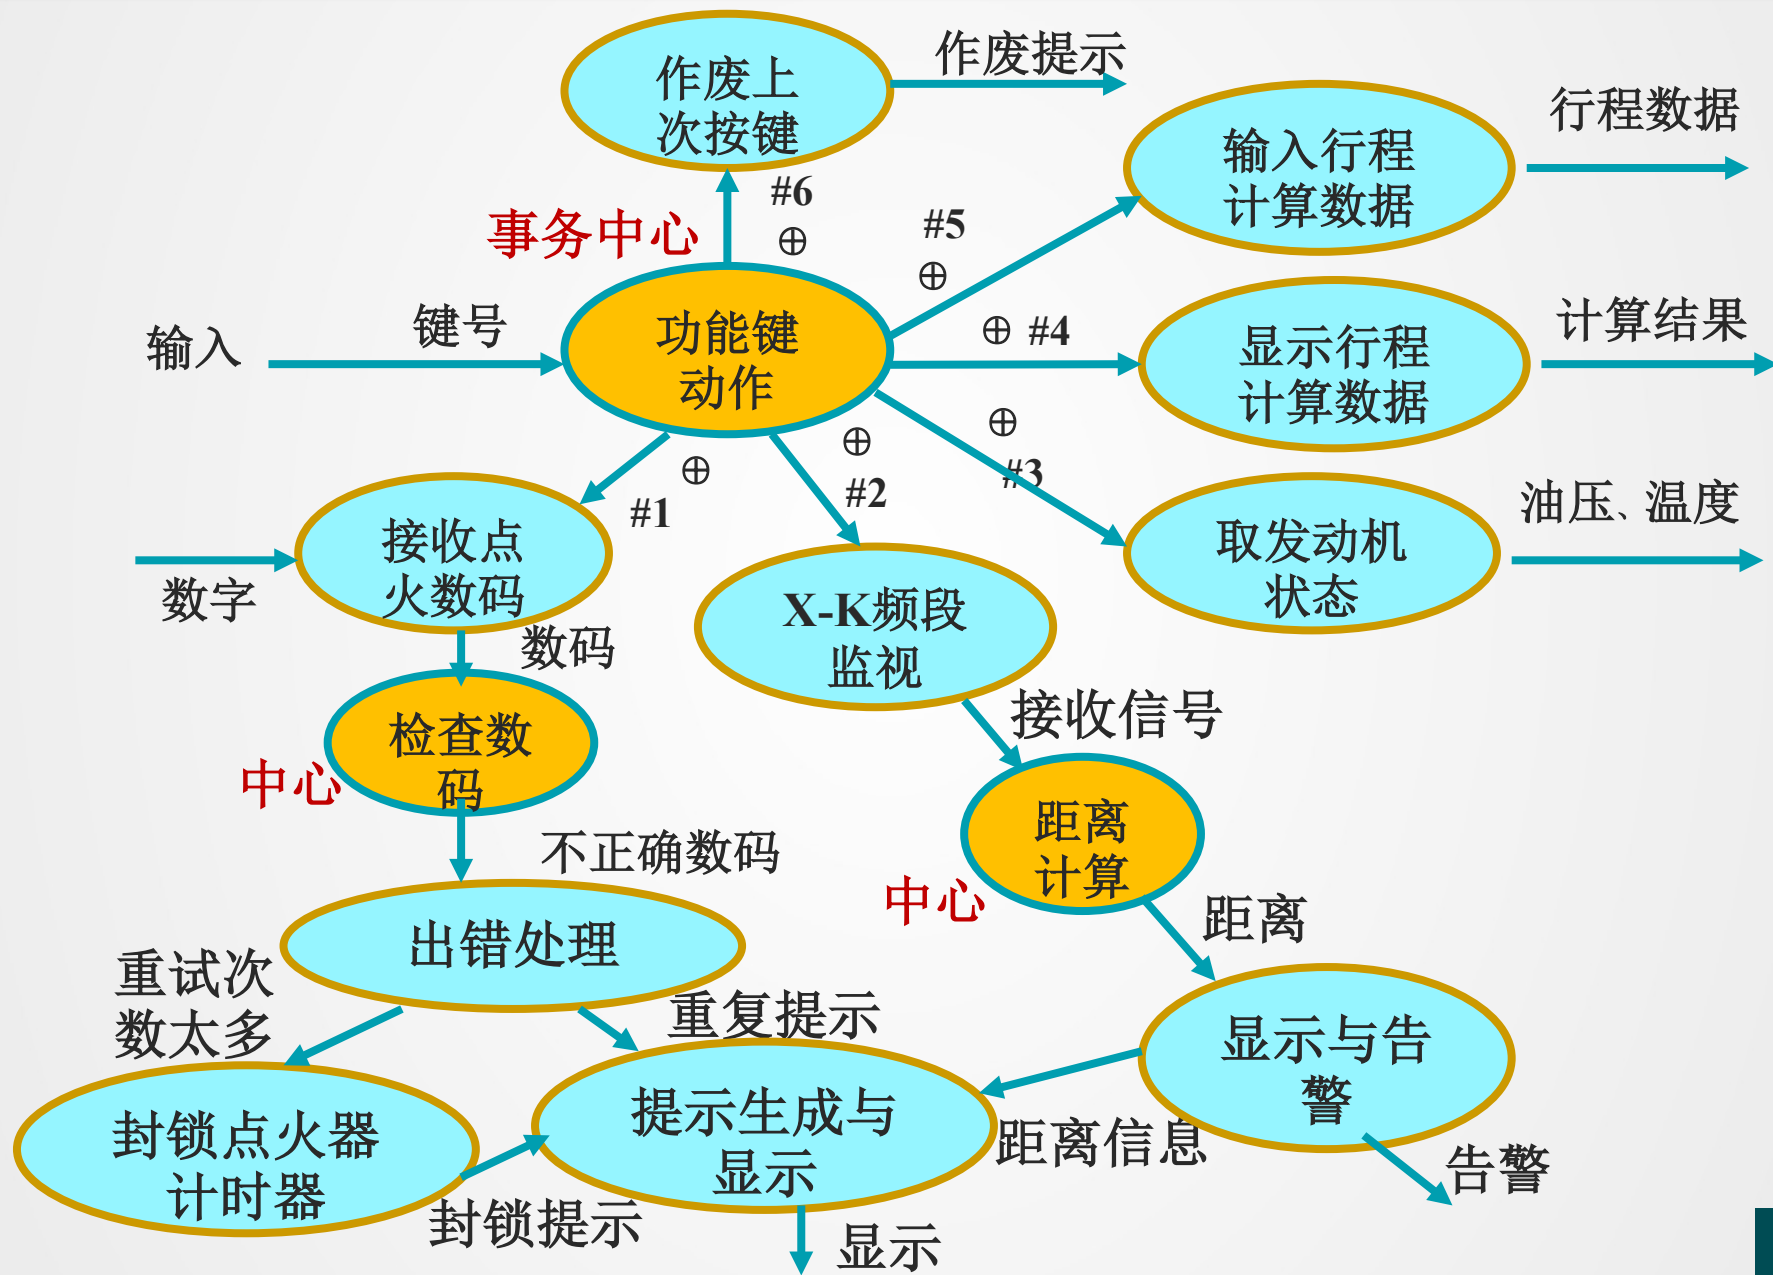 作废上
次按键
作废提示
行程数据
输入行程
计算数据
#6
⊕
#5
⊕
事务中心
键号
输入
功能键
动作
⊕ #4
显示行程
计算数据
计算结果
⊕
#3
⊕
#2
⊕
#1
油压、温度
取发动机
状态
接收点
火数码
数字
数码
X-K频段
监视
接收信号
检查数
码
中心
距离
计算
中心
不正确数码
距离
出错处理
重试次
数太多
重复提示
显示与告
警
封锁点火器
计时器
提示生成与
显示
距离信息
告警
封锁提示
显示